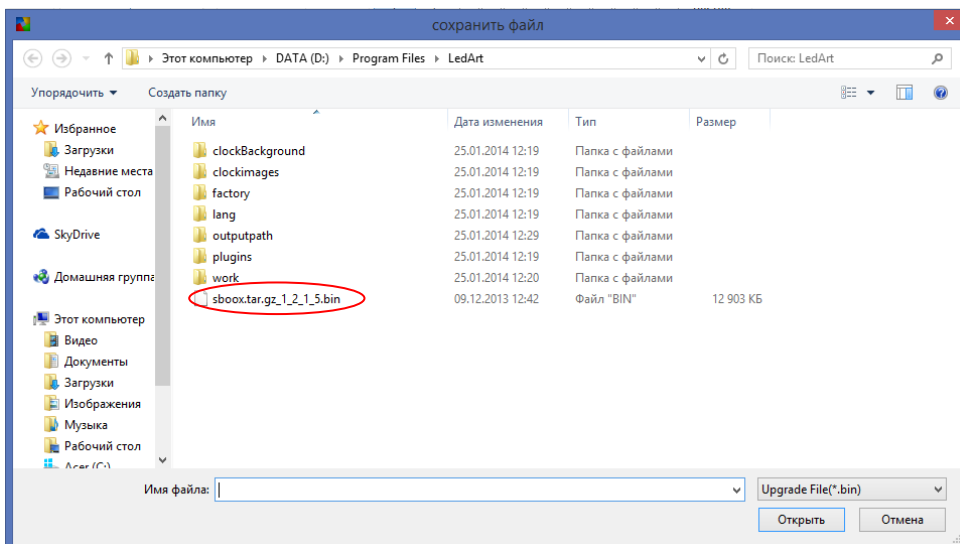 сохранить файл
Этот компьютер DATA (D:) Program Files LedArt
Поиск: LedArt
Упорядочить Создать папку
Имя Дата изменения Тип Размер
Избранное
Загрузки
Недавние места
Рабочий стол
SkyDrive
Домашняя группа
Этот компьютер
Видео
Документы
Загрузки
Изображения
Музыка
Рабочий стол
Acer (C:)
clockBackground 25.01.2014 12:19 Папка с файлами
clockimages 25.01.2014 12:19 Папка с файлами
factory 25.01.2014 12:19 Папка с файлами
lang 25.01.2014 12:19 Папка с файлами
outputpath 25.01.2014 12:29 Папка с файлами
plugins 25.01.2014 12:19 Папка с файлами
work 25.01.2014 12:20 Папка с файлами
sboox.tar.gz_1_2_1_5.bin 09.12.2013 12:42 Файл "BIN" 12 903 КБ
Имя файла:
Upgrade File(*.bin)
Открыть Отмена